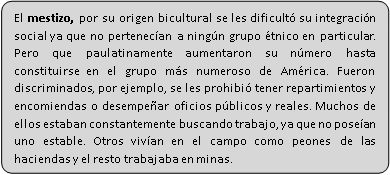 El mestizo, por su origen bicultural se les dificultó su integración
social ya que no pertenecían a ningún grupo étnico en particular.
Pero que paulatinamente aumentaron su número hasta
constituirse en el grupo más numeroso de América. Fueron
discriminados, por ejemplo, se les prohibió tener repartimientos y
encomiendas o desempeñar oficios públicos y reales. Muchos de
ellos estaban constantemente buscando trabajo, ya que no poseían
uno estable. Otros vivían en el campo como peones de las
haciendas y el resto trabajaba en minas.